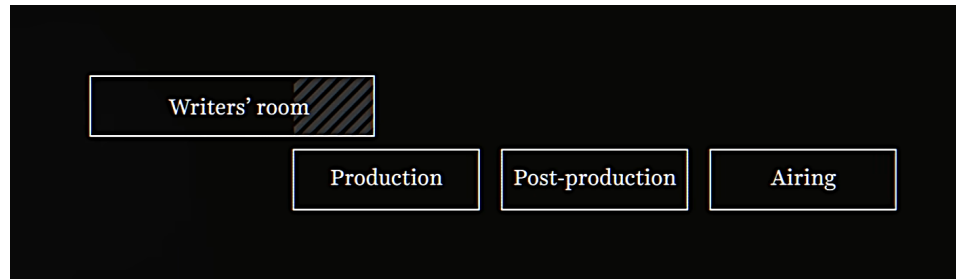 Writers’ room
Production
Post-production
Airing